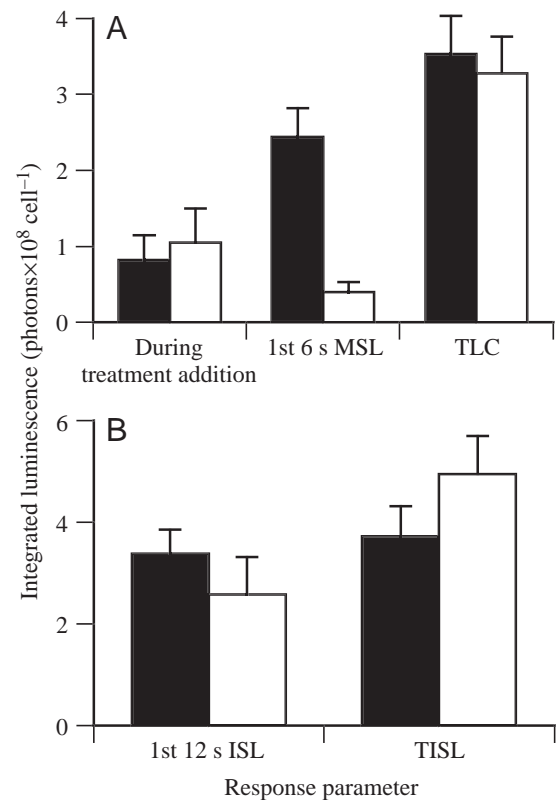 A
4
3
2
1
0
During
treatment addition
1st 6 s MSL
TLC
Integrated luminescence (photons×10⁸ cell⁻¹)
B
6
4
2
0
1st 12 s ISL
TISL
Response parameter